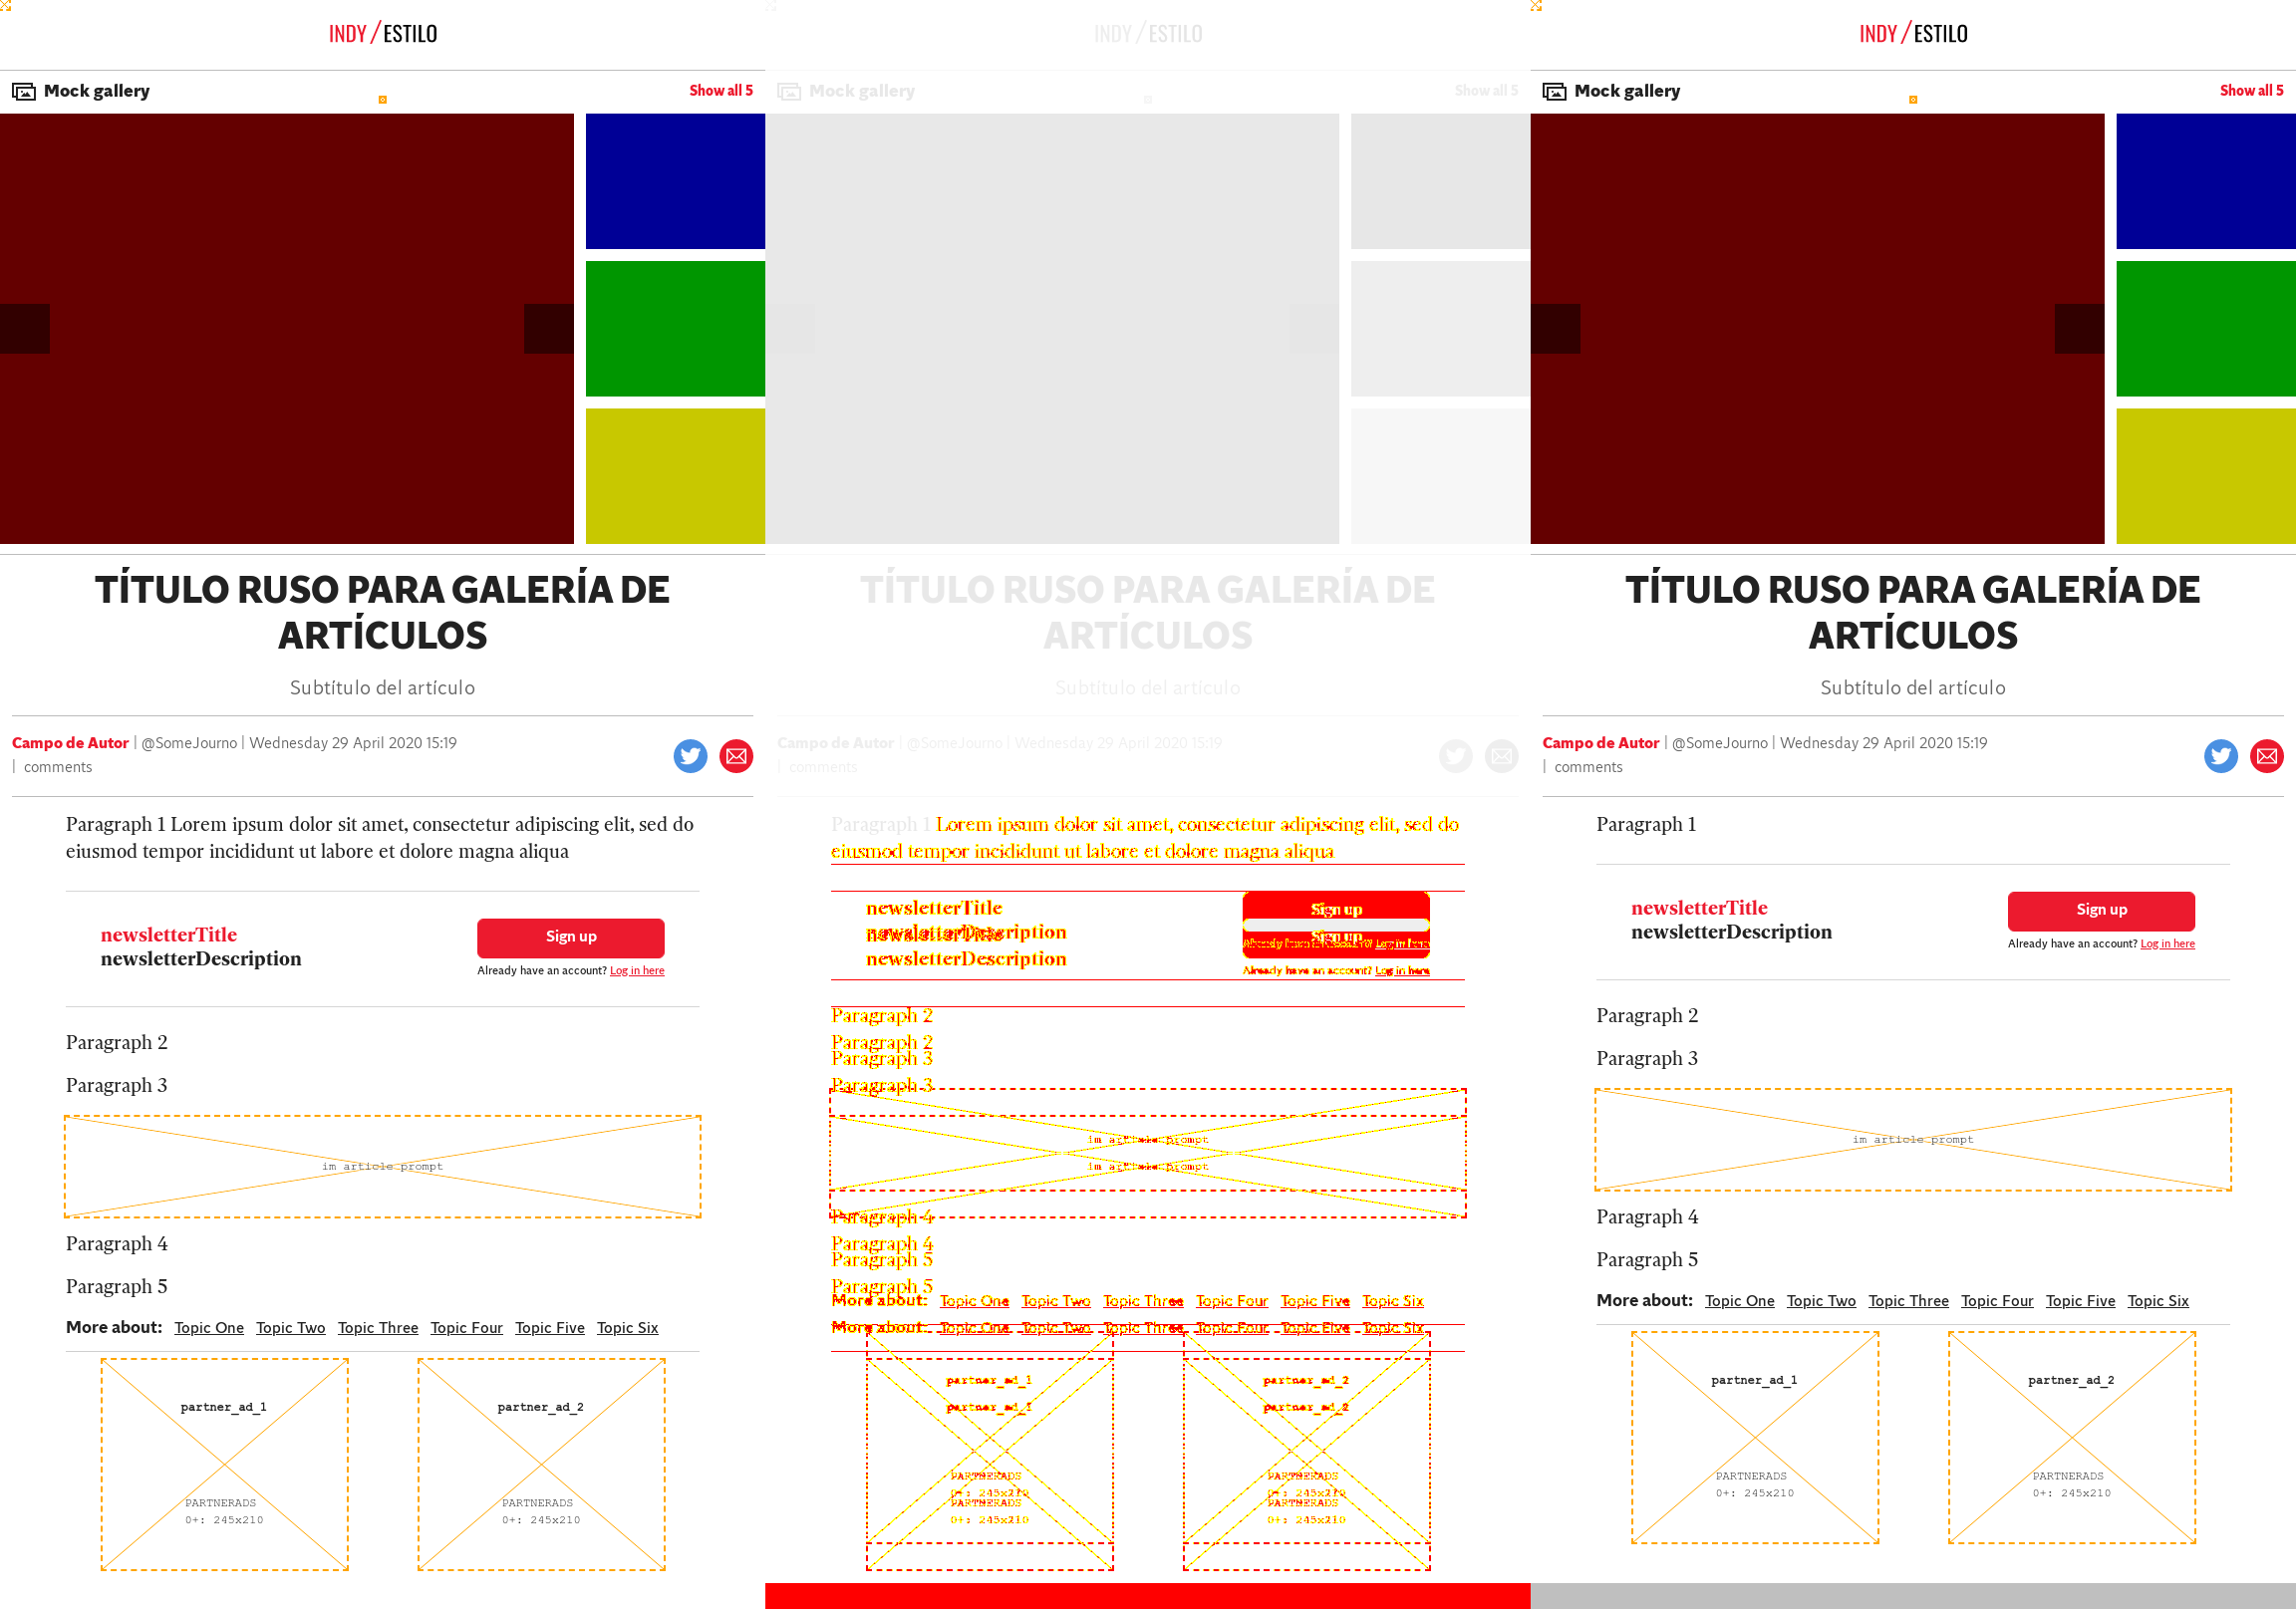 INDY/ESTILO
Mock gallery
Show all 5
TÍTULO RUSO PARA GALERÍA DE
ARTÍCULOS
Subtítulo del artículo
Campo de Autor | @SomeJourno | Wednesday 29 April 2020 15:19
| comments
Paragraph 1 Lorem ipsum dolor sit amet, consectetur adipiscing elit, sed do
eiusmod tempor incididunt ut labore et dolore magna aliqua
newsletterTitle
newsletterDescription
Sign up
Already have an account? Log in here
Paragraph 2
Paragraph 3
im article prompt
Paragraph 4
Paragraph 5
More about: Topic One Topic Two Topic Three Topic Four Topic Five Topic Six
partner_ad_1
PARTNERADS
0+: 245x210
partner_ad_2
PARTNERADS
0+: 245x210
INDY/ESTILO
Mock gallery
Show all 5
TÍTULO RUSO PARA GALERÍA DE
ARTÍCULOS
Subtítulo del artículo
Campo de Autor | @SomeJourno | Wednesday 29 April 2020 15:19
| comments
Paragraph 1 Lorem ipsum dolor sit amet, consectetur adipiscing elit, sed do
eiusmod tempor incididunt ut labore et dolore magna aliqua
newsletterTitle
newsletterDescription
newsletterTitle
newsletterDescription
Sign up
Sign up
Already have an account? Log in here
Already have an account? Log in here
Paragraph 2
Paragraph 2
Paragraph 3
Paragraph 3
im article prompt
im article prompt
Paragraph 4
Paragraph 4
Paragraph 5
Paragraph 5
More about: Topic One Topic Two Topic Three Topic Four Topic Five Topic Six
More about: Topic One Topic Two Topic Three Topic Four Topic Five Topic Six
partner_ad_1
partner_ad_1
PARTNERADS
0+: 245x210
PARTNERADS
0+: 245x210
partner_ad_2
partner_ad_2
PARTNERADS
0+: 245x210
PARTNERADS
0+: 245x210
INDY/ESTILO
Mock gallery
Show all 5
TÍTULO RUSO PARA GALERÍA DE
ARTÍCULOS
Subtítulo del artículo
Campo de Autor | @SomeJourno | Wednesday 29 April 2020 15:19
| comments
Paragraph 1
newsletterTitle
newsletterDescription
Sign up
Already have an account? Log in here
Paragraph 2
Paragraph 3
im article prompt
Paragraph 4
Paragraph 5
More about: Topic One Topic Two Topic Three Topic Four Topic Five Topic Six
partner_ad_1
PARTNERADS
0+: 245x210
partner_ad_2
PARTNERADS
0+: 245x210